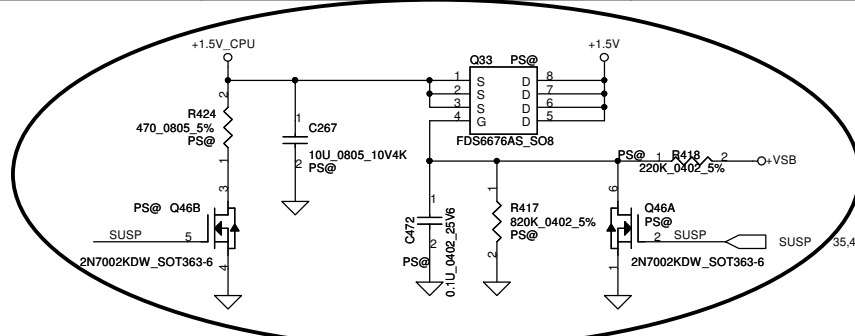 +1.5V_CPU
Q33 PS@
+1.5V
1 S D 8
2 S D 7
3 S D 6
4 G D 5
FDS6676AS_SO8
2
R424
470_0805_5%
PS@
1
1
C267
10U_0805_10V4K
2
PS@
PS@ 1 R418 2
220K_0402_5%
+VSB
3
PS@ Q46B
SUSP 5
2N7002KDW_SOT363-6
4
1
C472
2
PS@
0.1U_0402_25V6
1
R417
820K_0402_5%
PS@
2
6
Q46A
PS@
2 SUSP
SUSP 35,4
2N7002KDW_SOT363-6
1